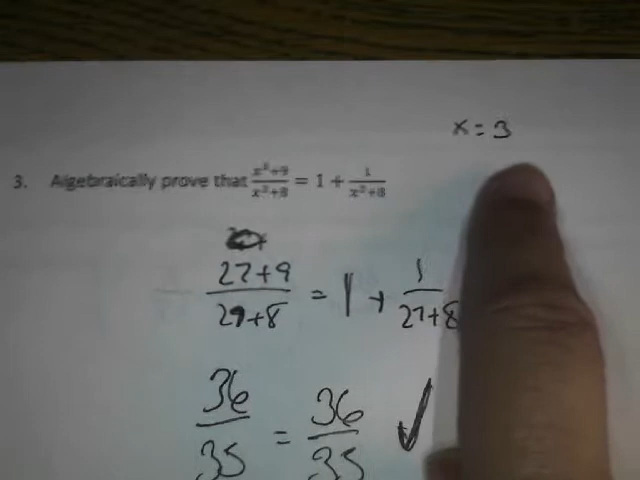 x = 3
3. Algebraically prove that x³+9/x³+8 = 1 + 1/x³+8
27+9/27+8 = 1 + 1/27+8
36/35 = 36/35 ✓